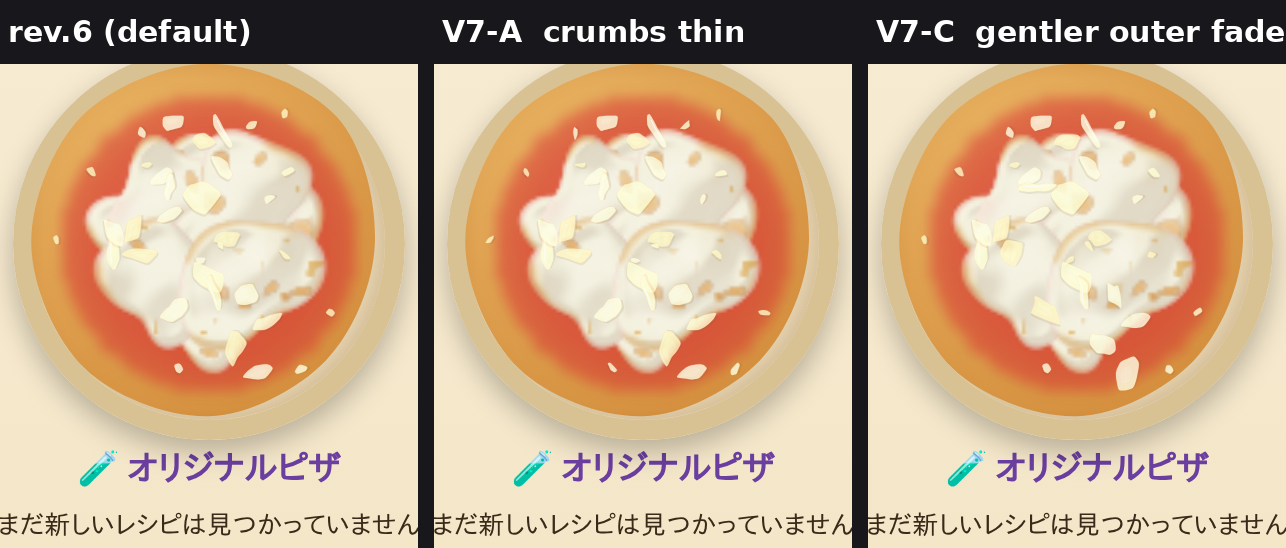 rev.6 (default)
V7-A crumbs thin
V7-C gentler outer fade
オリジナルピザ
オリジナルピザ
オリジナルピザ
まだ新しいレシピは見つかっていません
まだ新しいレシピは見つかっていません
まだ新しいレシピは見つかっていません